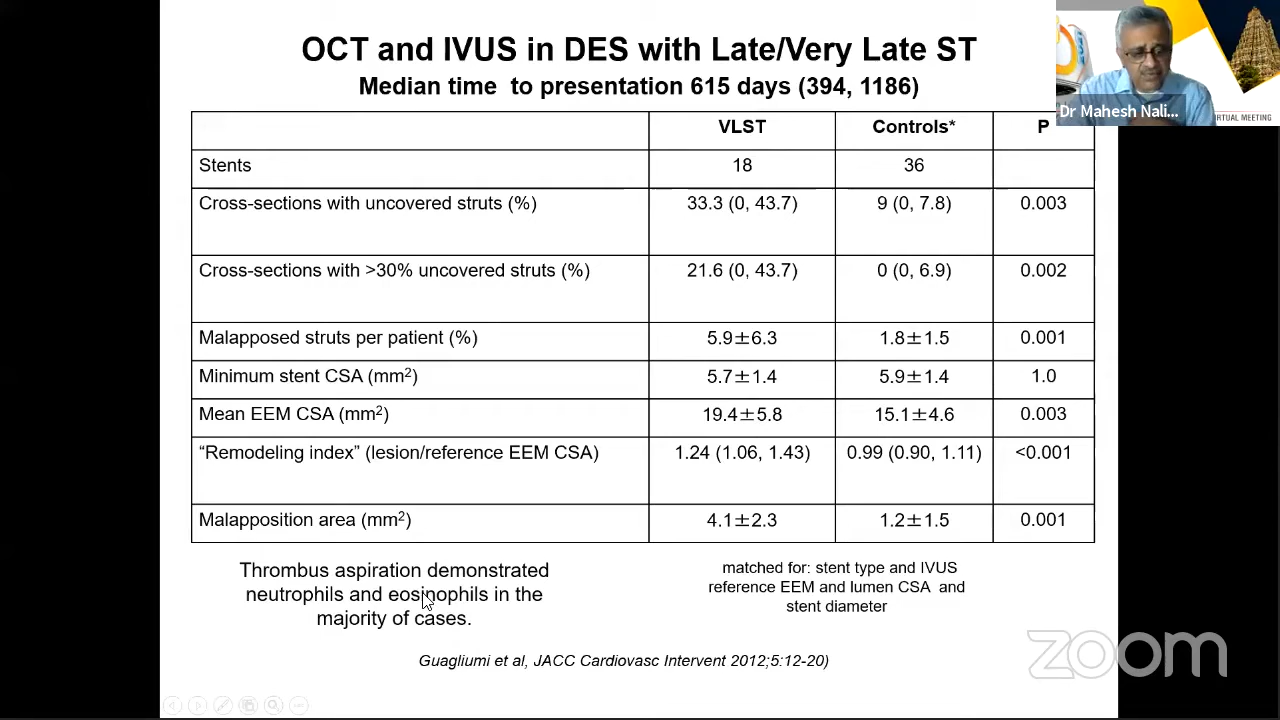 OCT and IVUS in DES with Late/Very Late ST
Median time to presentation 615 days (394, 1186)
VLST Controls* P
Stents 18 36
Cross-sections with uncovered struts (%) 33.3 (0, 43.7) 9 (0, 7.8) 0.003
Cross-sections with >30% uncovered struts (%) 21.6 (0, 43.7) 0 (0, 6.9) 0.002
Malapposed struts per patient (%) 5.9±6.3 1.8±1.5 0.001
Minimum stent CSA (mm²) 5.7±1.4 5.9±1.4 1.0
Mean EEM CSA (mm²) 19.4±5.8 15.1±4.6 0.003
“Remodeling index” (lesion/reference EEM CSA) 1.24 (1.06, 1.43) 0.99 (0.90, 1.11) <0.001
Malapposition area (mm²) 4.1±2.3 1.2±1.5 0.001
Thrombus aspiration demonstrated
neutrophils and eosinophils in the
majority of cases.
matched for: stent type and IVUS
reference EEM and lumen CSA and
stent diameter
Guagliumi et al, JACC Cardiovasc Intervent 2012;5:12-20)
Dr Mahesh Nali...
VIRTUAL MEETING
zoom